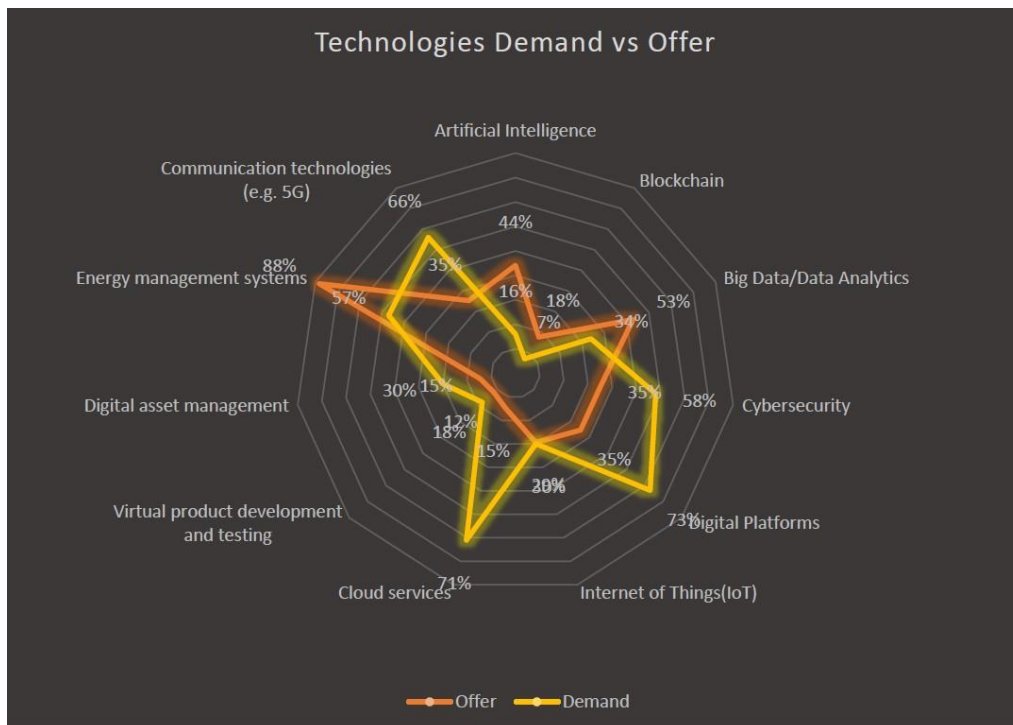 Technologies Demand vs Offer
Artificial Intelligence
Communication technologies
(e.g. 5G)
Blockchain
66%
44%
88%
Energy management systems
35%
Big Data/Data Analytics
57%
16%
18%
53%
7%
34%
30%
15%
35%
58%
Digital asset management
Cybersecurity
12%
18%
15%
35%
30%
Virtual product development
and testing
73%
Digital Platforms
71%
Cloud services
Internet of Things(IoT)
Offer
Demand